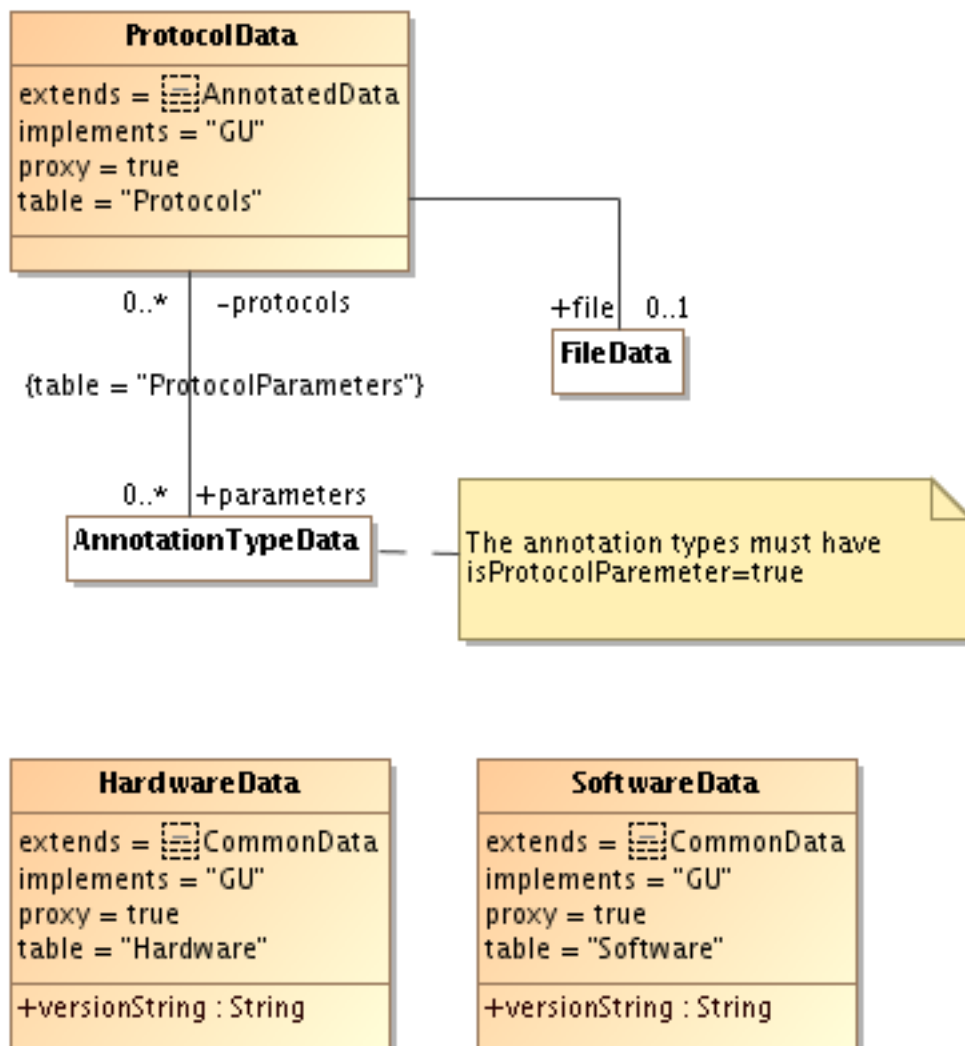 ProtocolData
extends = AnnotatedData
implements = "GU"
proxy = true
table = "Protocols"
0..* -protocols
+file 0..1
FileData
{table = "ProtocolParameters"}
0..* +parameters
AnnotationTypeData
The annotation types must have
isProtocolParemeter=true
HardwareData
extends = CommonData
implements = "GU"
proxy = true
table = "Hardware"
+versionString : String
SoftwareData
extends = CommonData
implements = "GU"
proxy = true
table = "Software"
+versionString : String